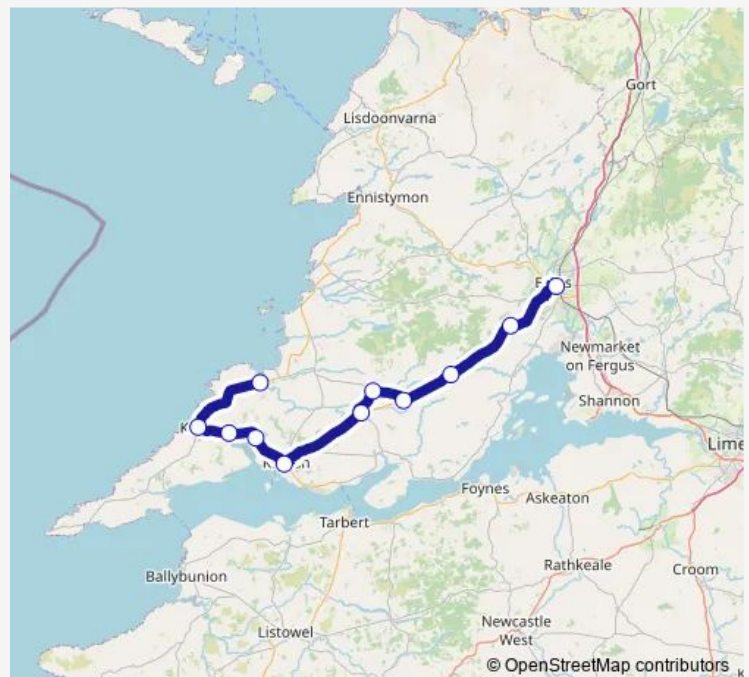 Gort
Lisdoonvarna
Ennistymon
Newmarket
on Fergus
Shannon
Foynes
Askeaton
Tarbert
Ballybunion
Rathkeale
Croom
Listowel
Newcastle
West
© OpenStreetMap contributors